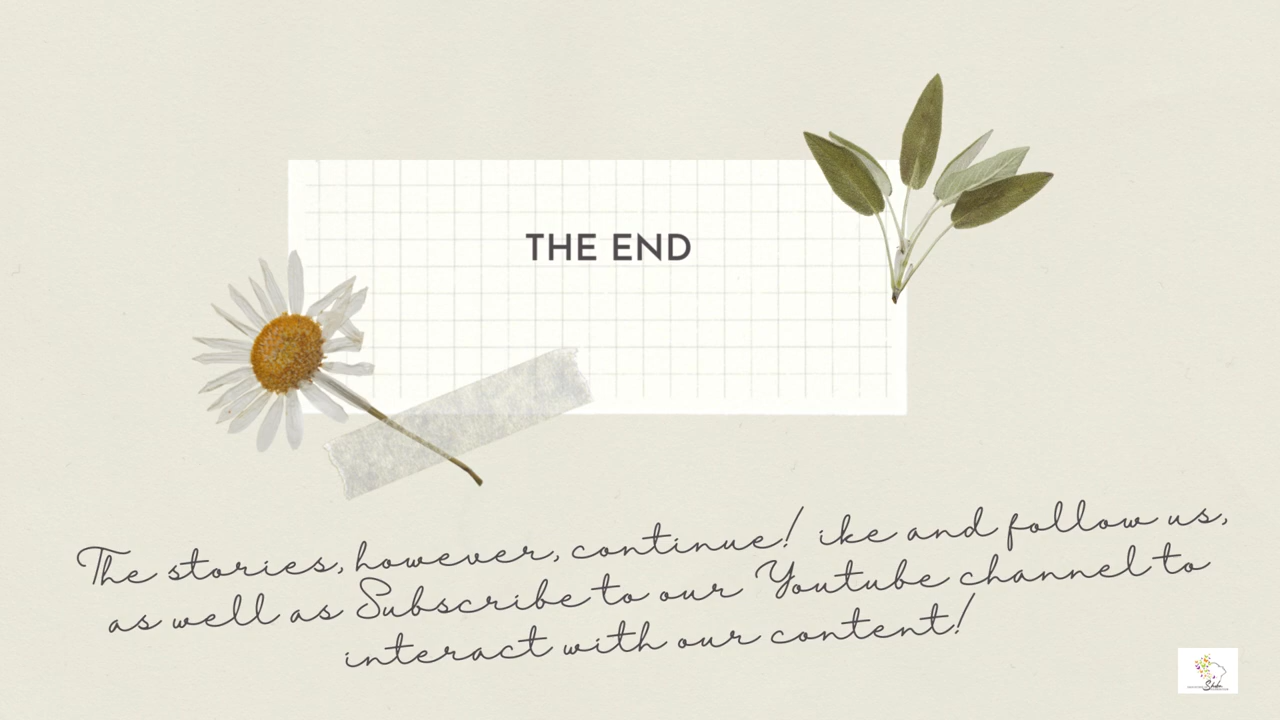 THE END
The stories, however, continue! ike and follow us,
as well as Subscribe to our Youtube channel to
interact with our content!